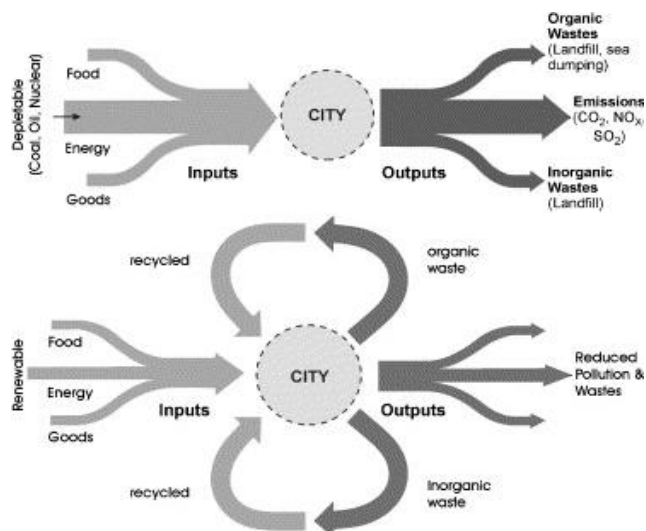 Organic
Wastes
(Landfill, sea
dumping)
Food
Depletable
(Coal, Oil, Nuclear)
CITY
Emissions
(CO2, NOX,
SO2)
Energy
Inputs
Outputs
Inorganic
Wastes
(Landfill)
Goods
recycled
organic
waste
Renewable
Food
Energy
Goods
Inputs
CITY
Outputs
Reduced
Pollution &
Wastes
recycled
Inorganic
waste